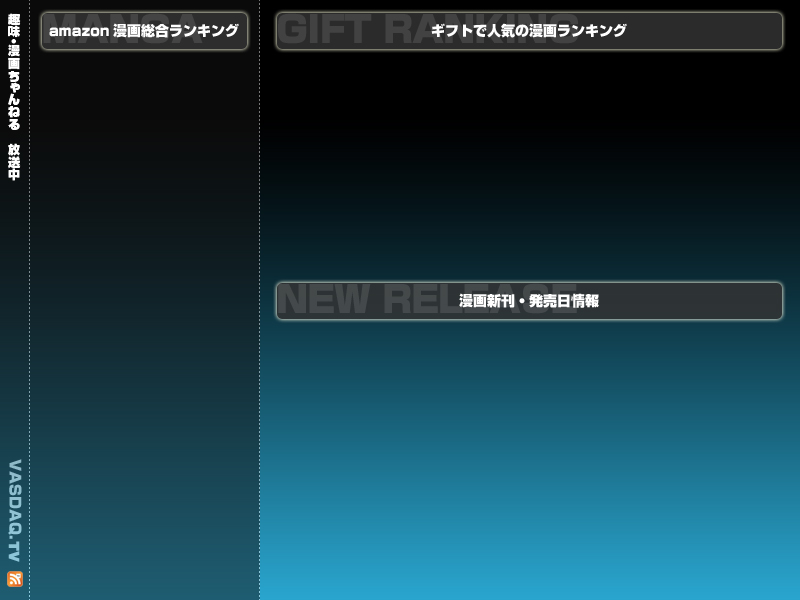 趣味・漫画ちゃんねる 放送中
VASDAQ.TV
MANGA
amazon 漫画総合ランキング
GIFT RANKING
ギフトで人気の漫画ランキング
NEW RELEASE
漫画新刊・発売日情報